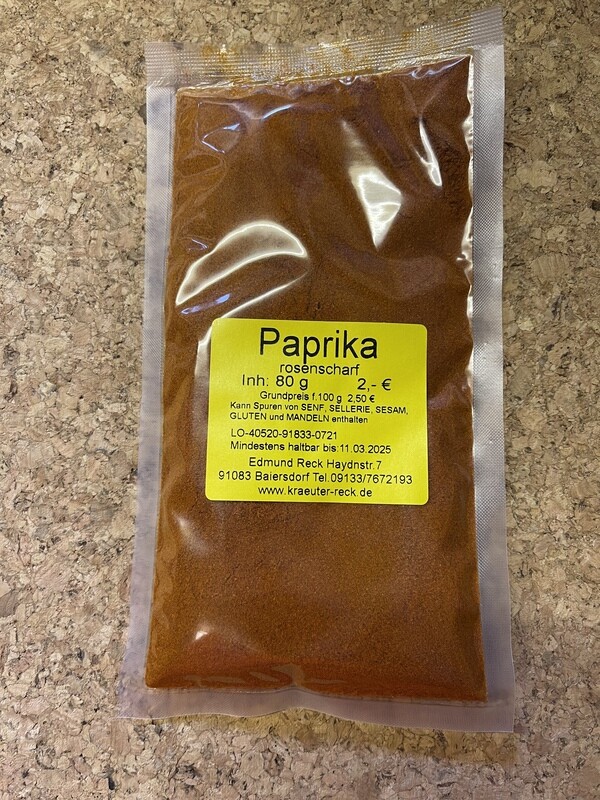 Paprika
rosenscharf
Inh: 80 g 2,- €
Grundpreis f.100 g 2,50 €
Kann Spuren von SENF, SELLERIE, SESAM,
GLUTEN und MANDELN enthalten
LO-40520-91833-0721
Mindestens haltbar bis:11.03.2025
Edmund Reck Haydnstr.7
91083 Baiersdorf Tel.09133/7672193
www.kraeuter-reck.de